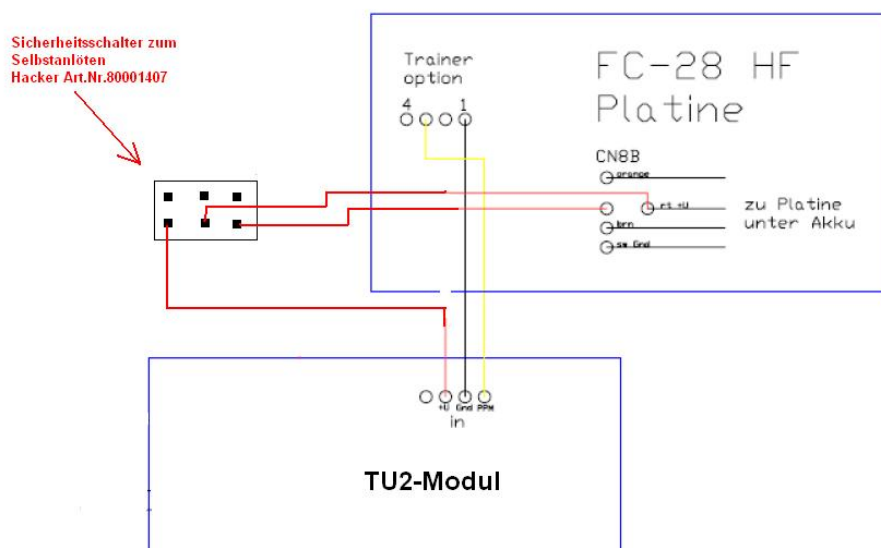 Sicherheitsschalter zum
Selbstanlöten
Hacker Art.Nr.80001407
Trainer
option
4 1
FC-28 HF
Platine
CN8B
orange
rt +U
brn
sw Gnd
zu Platine
unter Akku
+U Gnd PPM
in
TU2-Modul